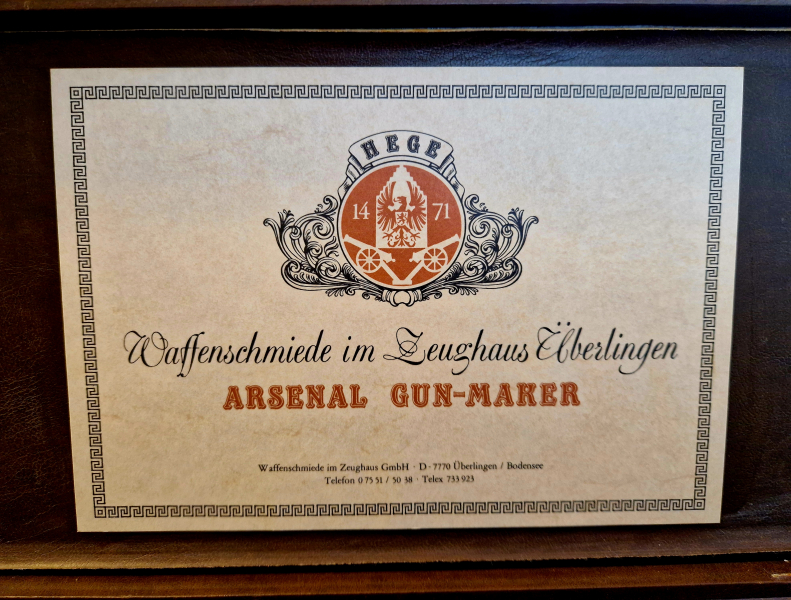 HEGE
14 71
Waffenschmiede im Zeughaus Überlingen
ARSENAL GUN-MAKER
Waffenschmiede im Zeughaus GmbH · D-7770 Überlingen / Bodensee
Telefon 0 75 51 / 50 38 · Telex 733 923